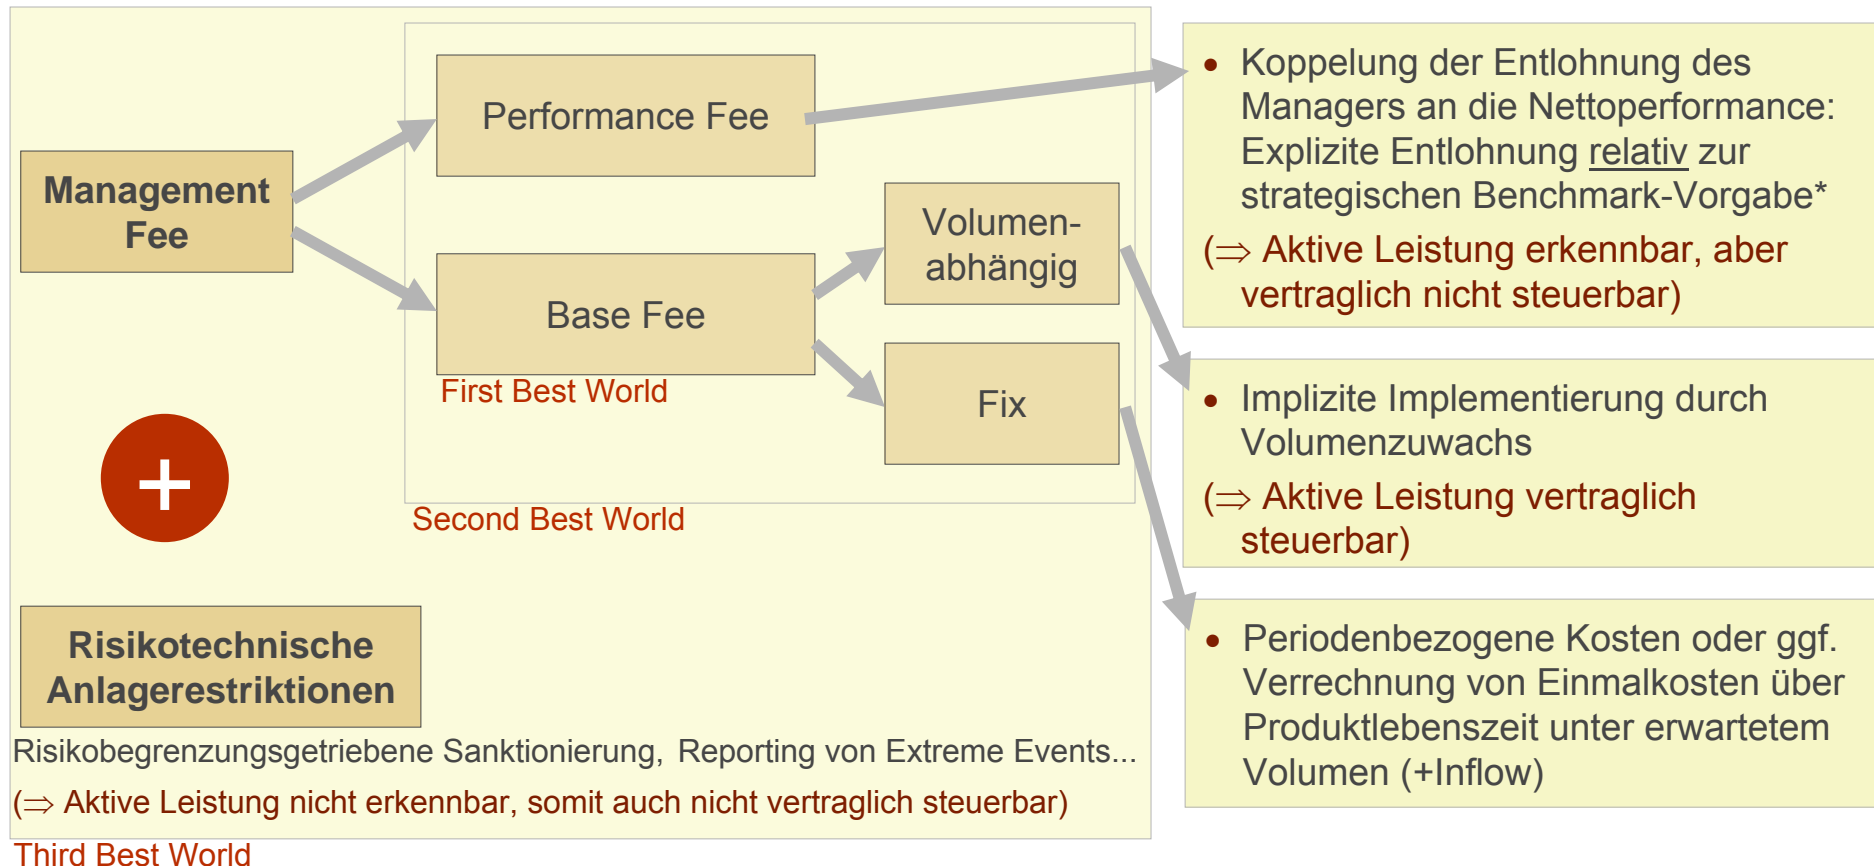 Management
Fee
Performance Fee
Base Fee
First Best World
Volumen-
abhängig
Fix
Second Best World
+
Risikotechnische
Anlagerestriktionen
Risikobegrenzungsgetriebene Sanktionierung, Reporting von Extreme Events...
(⇒ Aktive Leistung nicht erkennbar, somit auch nicht vertraglich steuerbar)
Third Best World
• Koppelung der Entlohnung des
Managers an die Nettoperformance:
Explizite Entlohnung relativ zur
strategischen Benchmark-Vorgabe*
(⇒ Aktive Leistung erkennbar, aber
vertraglich nicht steuerbar)
• Implizite Implementierung durch
Volumenzuwachs
(⇒ Aktive Leistung vertraglich
steuerbar)
• Periodenbezogene Kosten oder ggf.
Verrechnung von Einmalkosten über
Produktlebenszeit unter erwartetem
Volumen (+Inflow)